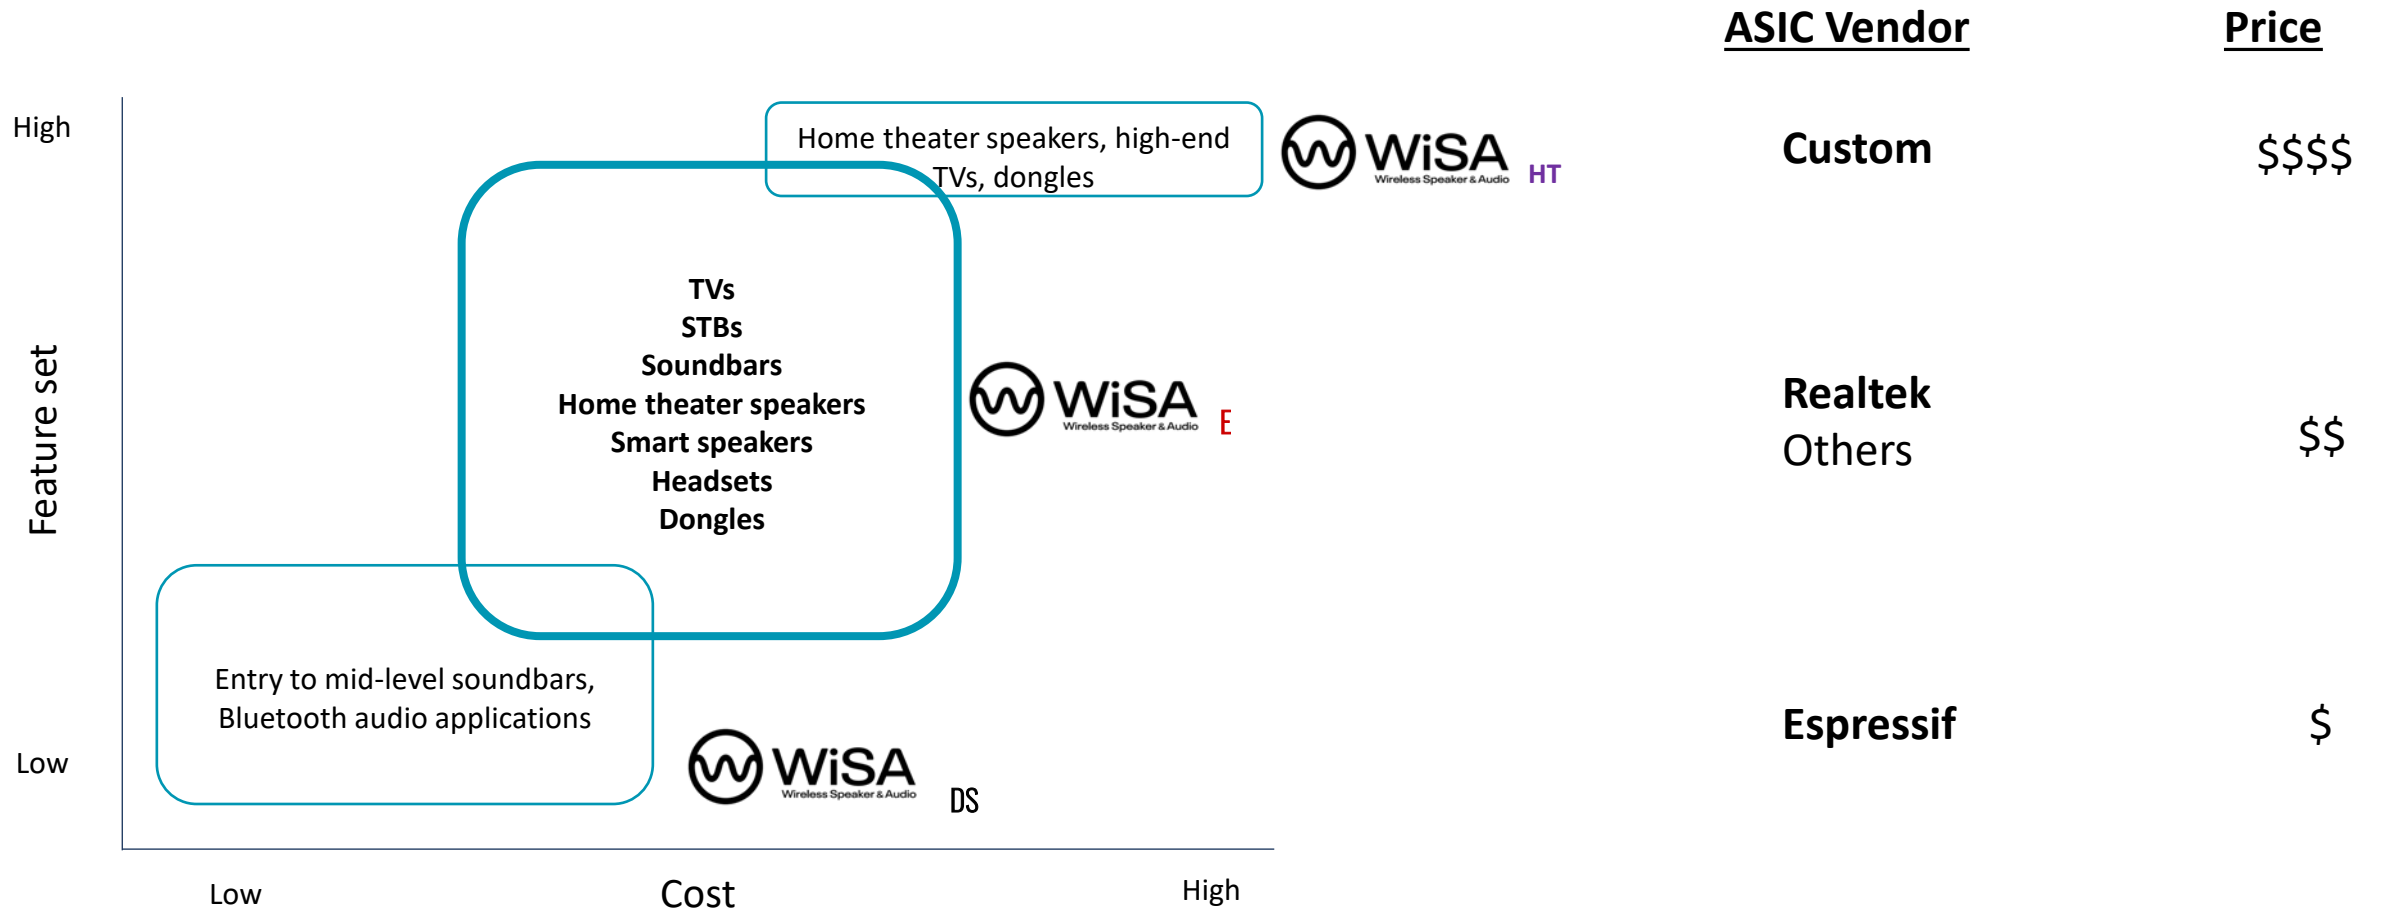 ASIC Vendor
Price
High
Home theater speakers, high-end
TVs, dongles
WiSA
Wireless Speaker & Audio
HT
Custom
$$$$
TVs
STBs
Soundbars
Home theater speakers
Smart speakers
Headsets
Dongles
Feature set
WiSA
Wireless Speaker & Audio
E
Realtek
Others
$$
Entry to mid-level soundbars,
Bluetooth audio applications
WiSA
Wireless Speaker & Audio
DS
Espressif
$
Low
Low
Cost
High